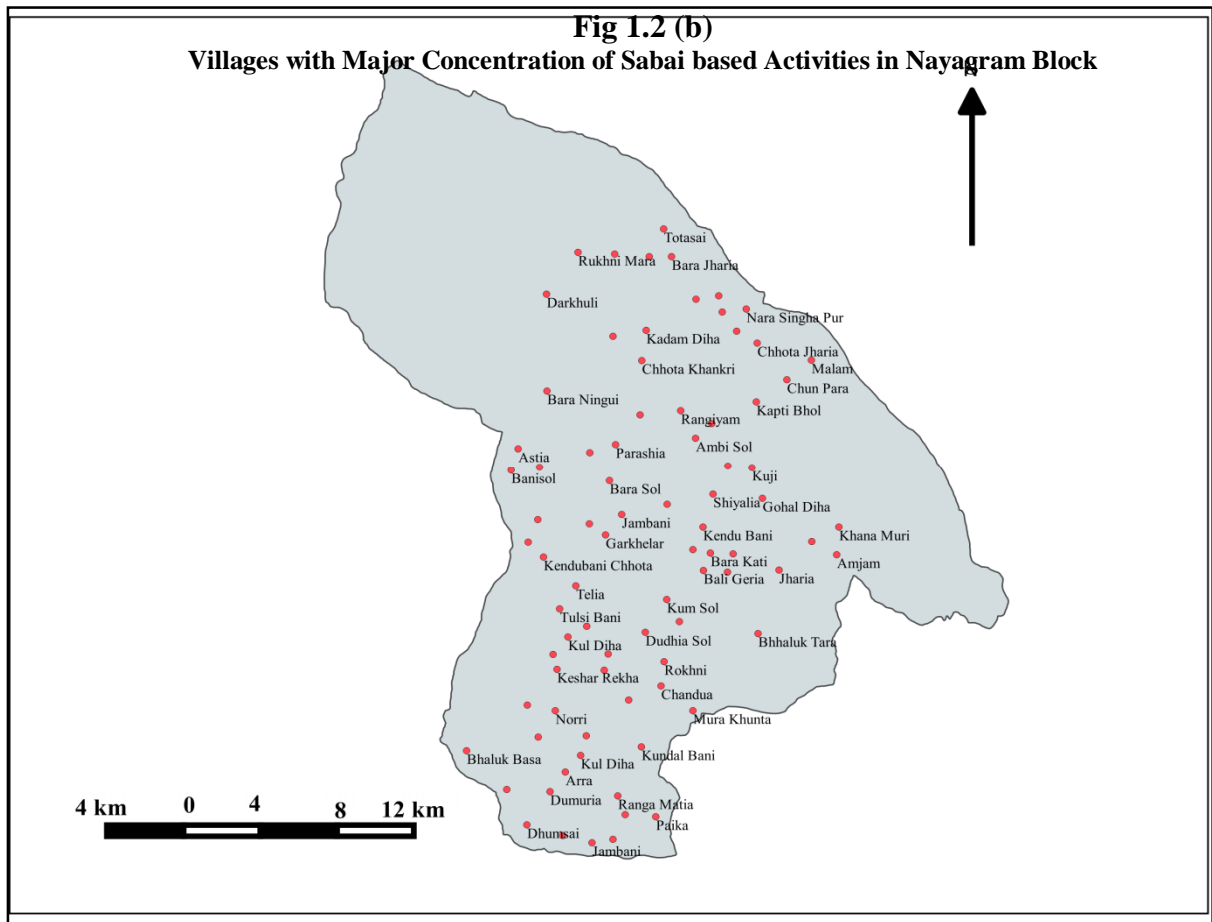 Fig 1.2 (b)
Villages with Major Concentration of Sabai based Activities in Nayagram Block
N
Totasai
Rukhni Mara
Bara Jharia
Darkhuli
Nara Singha Pur
Kadam Diha
Chhota Jharia
Chhota Khankri
Malam
Chun Para
Bara Ningui
Kapti Bhol
Rangiyam
Ambi Sol
Parashia
Astia
Kuji
Banisol
Bara Sol
Shiyalia
Gohal Diha
Jambani
Kendu Bani
Khana Muri
Garkhelar
Bara Kati
Amjam
Kendubani Chhota
Bali Geria
Jharia
Telia
Kum Sol
Tulsi Bani
Dudhia Sol
Bhhaluk Tara
Kul Diha
Rokhni
Keshar Rekha
Chandua
Norri
Mura Khunta
Kundal Bani
Bhaluk Basa
Kul Diha
Arra
Dumuria
Ranga Matia
4 km 0 4 8 12 km
Paika
Dhumsai
Jambani